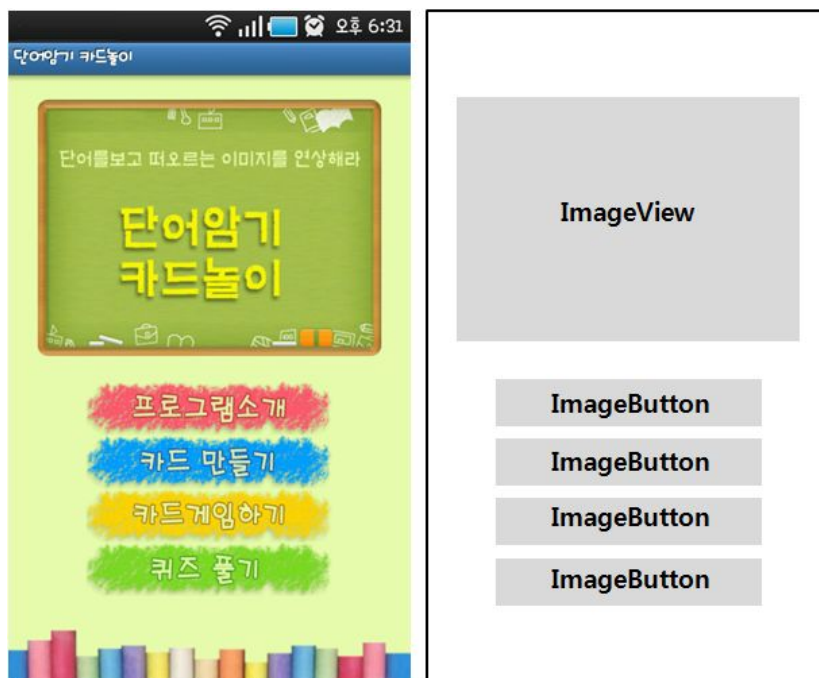 오후 6:31
단어암기 카드놀이
단어를보고 떠오르는 이미지를 연상해라
단어암기
카드놀이
프로그램소개
카드 만들기
카드게임하기
퀴즈 풀기
ImageView
ImageButton
ImageButton
ImageButton
ImageButton